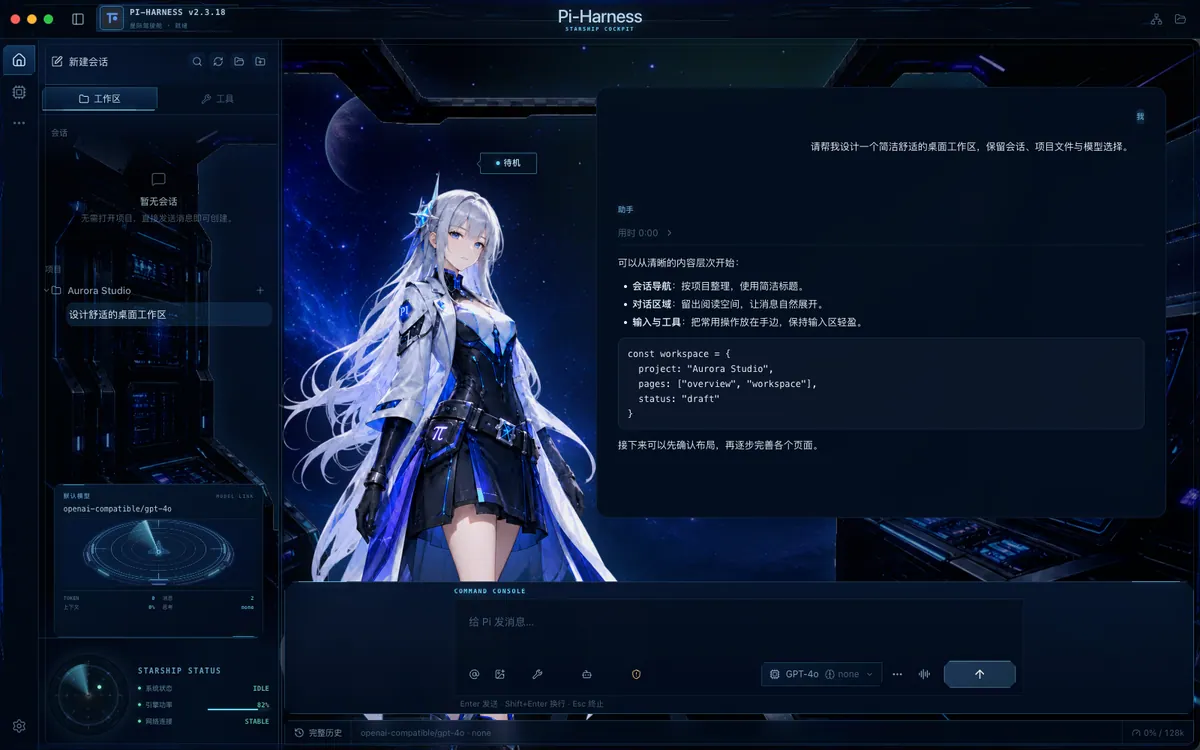 PI-HARNESS v2.3.18
星际驾驶舱 · 就绪
Pi-Harness
STARSHIP COCKPIT
新建会话
工作区
工具
会话
暂无会话
无需打开项目，直接发送消息即可创建。
项目
Aurora Studio
设计舒适的桌面工作区
默认模型
MODEL LINK
openai-compatible/gpt-4o
TOKEN 0 消息 2
上下文 0% 思考 none
STARSHIP STATUS
系统状态 IDLE
引擎功率 82%
网络连接 STABLE
待机
PI
π
我
请帮我设计一个简洁舒适的桌面工作区，保留会话、项目文件与模型选择。
助手
用时 0:00
可以从清晰的内容层次开始：
• 会话导航：按项目整理，使用简洁标题。
• 对话区域：留出阅读空间，让消息自然展开。
• 输入与工具：把常用操作放在手边，保持输入区轻盈。
const workspace = {
project: "Aurora Studio",
pages: ["overview", "workspace"],
status: "draft"
}
接下来可以先确认布局，再逐步完善各个页面。
COMMAND CONSOLE
给 Pi 发消息...
GPT-4o none
Enter 发送 · Shift+Enter 换行 · Esc 终止
完整历史
openai-compatible/gpt-4o · none
0% / 128k